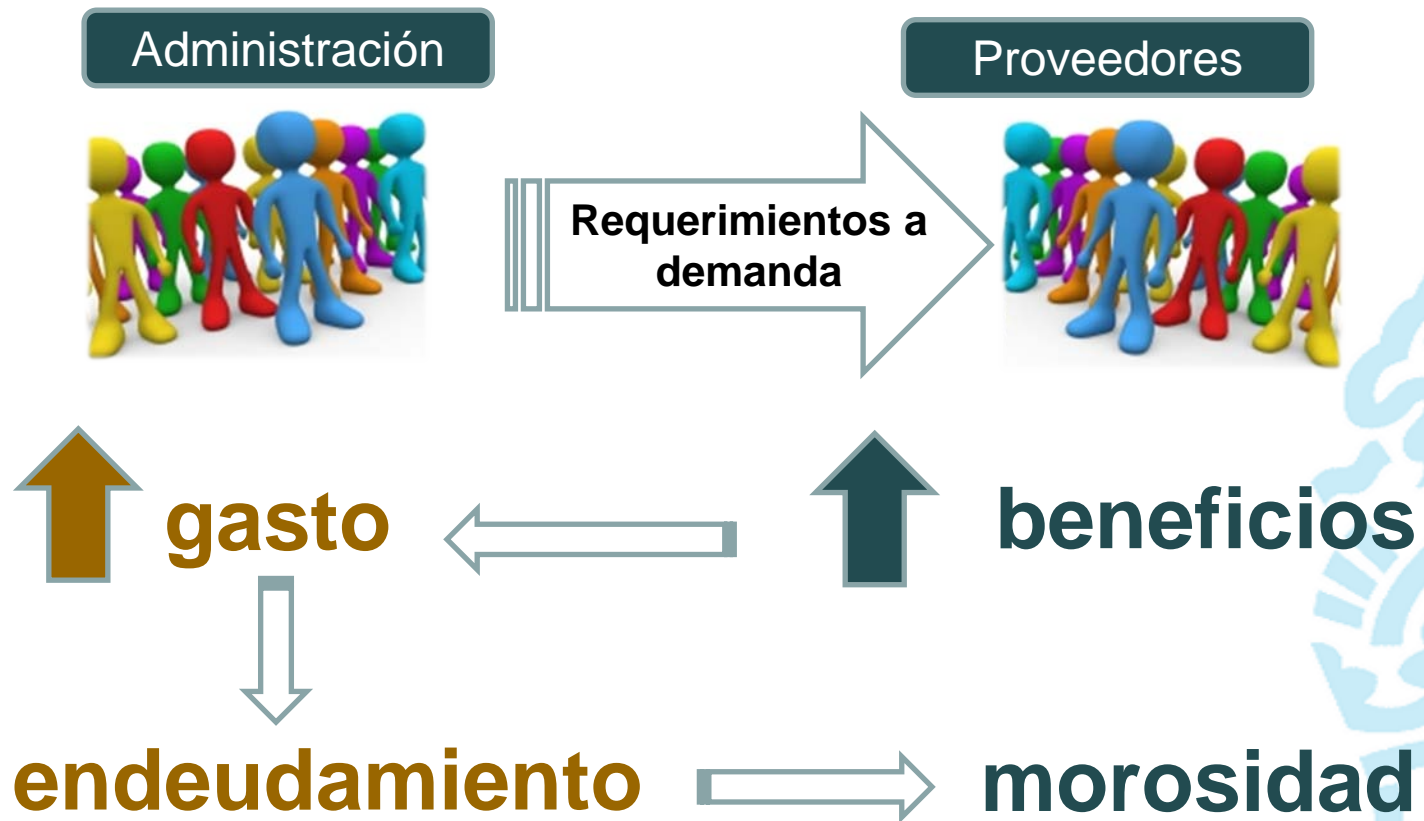 Administración
Proveedores
Requerimientos a
demanda
gasto
beneficios
endeudamiento
morosidad